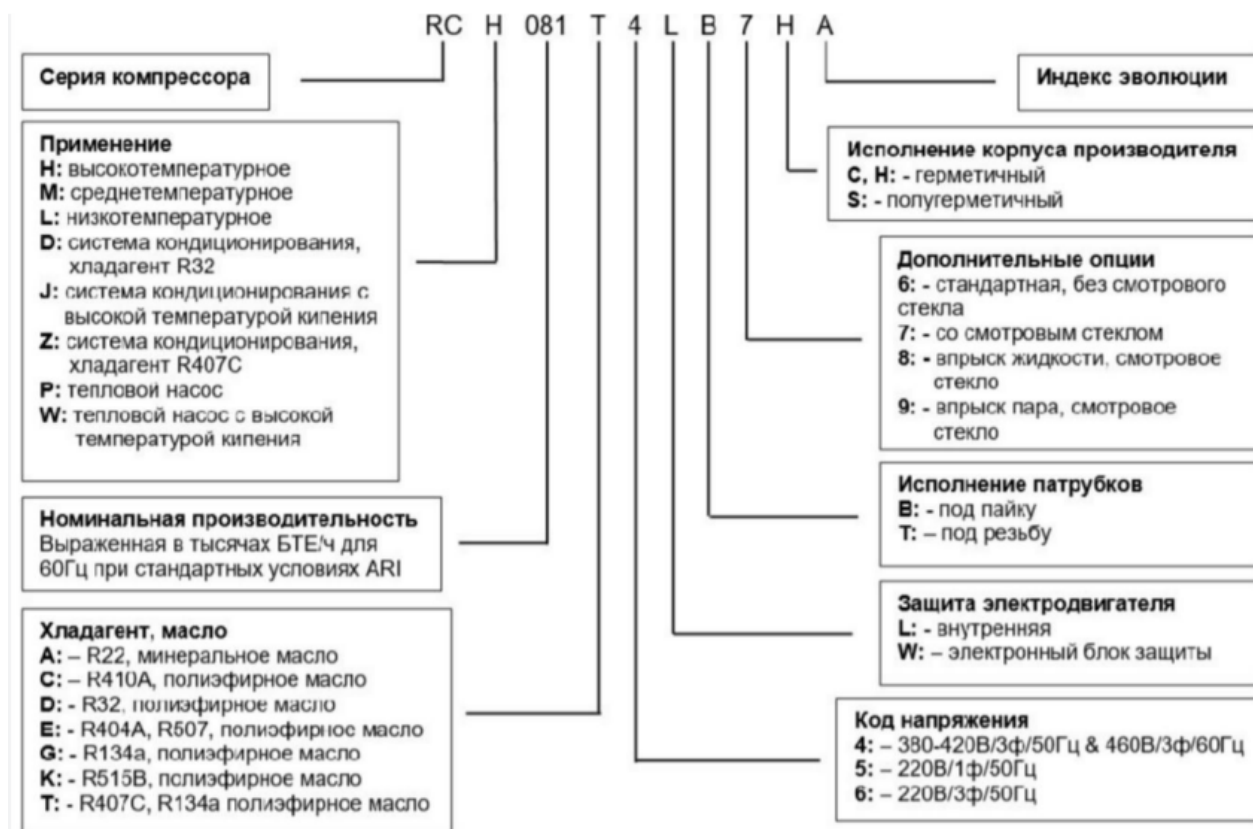 RC H 081 T 4 L B 7 H A
Серия компрессора
Применение
H: высокотемпературное
M: среднетемпературное
L: низкотемпературное
D: система кондиционирования,
хладагент R32
J: система кондиционирования с
высокой температурой кипения
Z: система кондиционирования,
хладагент R407C
P: тепловой насос
W: тепловой насос с высокой
температурой кипения
Номинальная производительность
Выраженная в тысячах БТЕ/ч для
60Гц при стандартных условиях ARI
Хладагент, масло
A: – R22, минеральное масло
C: – R410A, полиэфирное масло
D: - R32, полиэфирное масло
E: - R404A, R507, полиэфирное масло
G: - R134a, полиэфирное масло
K: - R515B, полиэфирное масло
T: - R407C, R134a полиэфирное масло
Индекс эволюции
Исполнение корпуса производителя
C, H: - герметичный
S: - полугерметичный
Дополнительные опции
6: - стандартная, без смотрового
стекла
7: - со смотровым стеклом
8: - впрыск жидкости, смотровое
стекло
9: - впрыск пара, смотровое
стекло
Исполнение патрубков
B: - под пайку
T: – под резьбу
Защита электродвигателя
L: - внутренняя
W: – электронный блок защиты
Код напряжения
4: – 380-420В/3ф/50Гц & 460В/3ф/60Гц
5: – 220В/1ф/50Гц
6: – 220В/3ф/50Гц